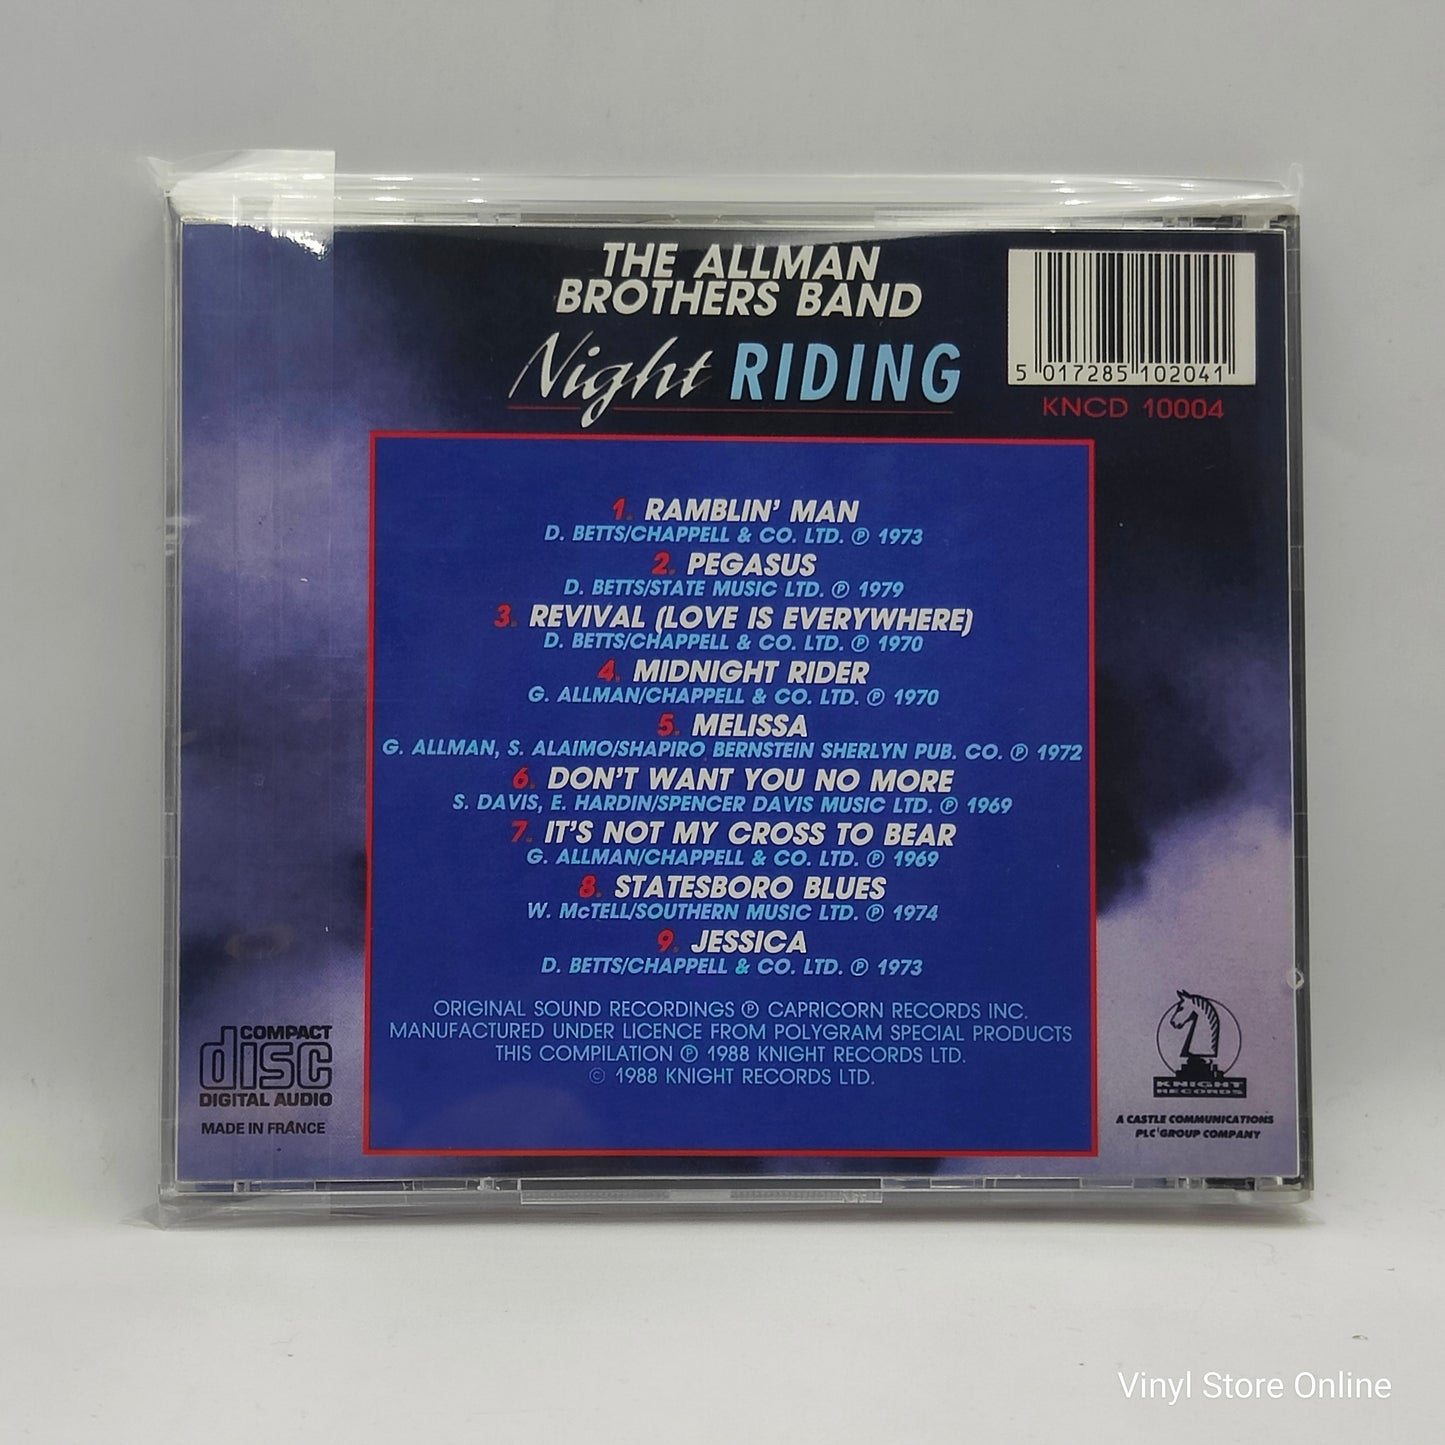 THE ALLMAN
BROTHERS BAND
Night RIDING
5 017285 102041
KNCD 10004
1. RAMBLIN' MAN
D. BETTS/CHAPPELL & CO. LTD. ℗ 1973
2. PEGASUS
D. BETTS/STATE MUSIC LTD. ℗ 1979
3. REVIVAL (LOVE IS EVERYWHERE)
D. BETTS/CHAPPELL & CO. LTD. ℗ 1970
4. MIDNIGHT RIDER
G. ALLMAN/CHAPPELL & CO. LTD. ℗ 1970
5. MELISSA
G. ALLMAN, S. ALAIMO/SHAPIRO BERNSTEIN SHERLYN PUB. CO. ℗ 1972
6. DON'T WANT YOU NO MORE
S. DAVIS, E. HARDIN/SPENCER DAVIS MUSIC LTD. ℗ 1969
7. IT'S NOT MY CROSS TO BEAR
G. ALLMAN/CHAPPELL & CO. LTD. ℗ 1969
8. STATESBORO BLUES
W. McTELL/SOUTHERN MUSIC LTD. ℗ 1974
9. JESSICA
D. BETTS/CHAPPELL & CO. LTD. ℗ 1973
ORIGINAL SOUND RECORDINGS ℗ CAPRICORN RECORDS INC.
MANUFACTURED UNDER LICENCE FROM POLYGRAM SPECIAL PRODUCTS
THIS COMPILATION ℗ 1988 KNIGHT RECORDS LTD.
© 1988 KNIGHT RECORDS LTD.
COMPACT
disc
DIGITAL AUDIO
MADE IN FRANCE
KNIGHT
RECORDS
A CASTLE COMMUNICATIONS
PLC GROUP COMPANY
Vinyl Store Online